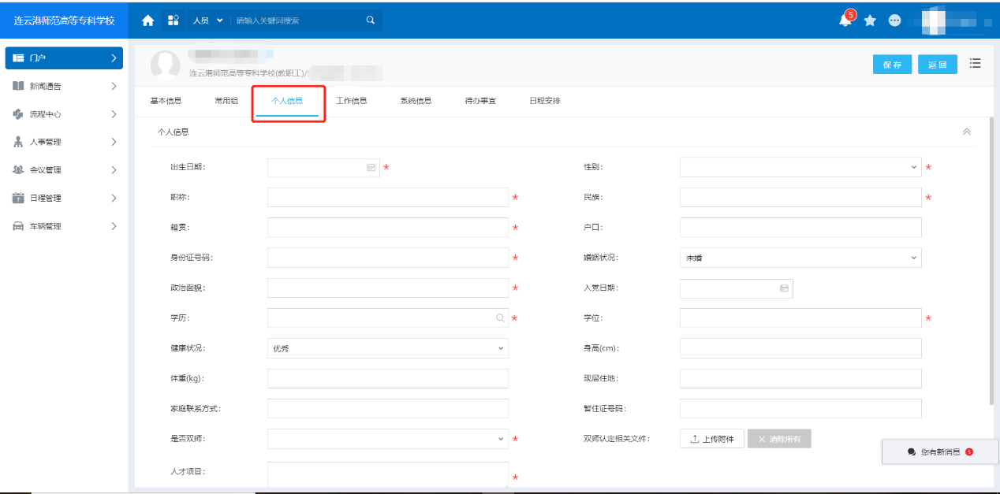 连云港师范高等专科学校
人员
请输入关键词搜索
5
门户
新闻通告
流程中心
人事管理
会议管理
日程管理
车辆管理
连云港师范高等专科学校(教职工)/
保存
返回
基本信息
常用组
个人信息
工作信息
系统信息
待办事宜
日程安排
个人信息
出生日期: *
性别: *
职称: *
民族: *
籍贯: *
户口:
身份证号码: *
婚姻状况: 未婚
政治面貌: *
入党日期:
学历: *
学位: *
健康状况: 优秀
身高(cm):
体重(kg):
现居住地:
家庭联系方式:
暂住证号码:
是否双师: *
双师认定相关文件: 上传附件 清除所有
您有新消息 5
人才项目: *